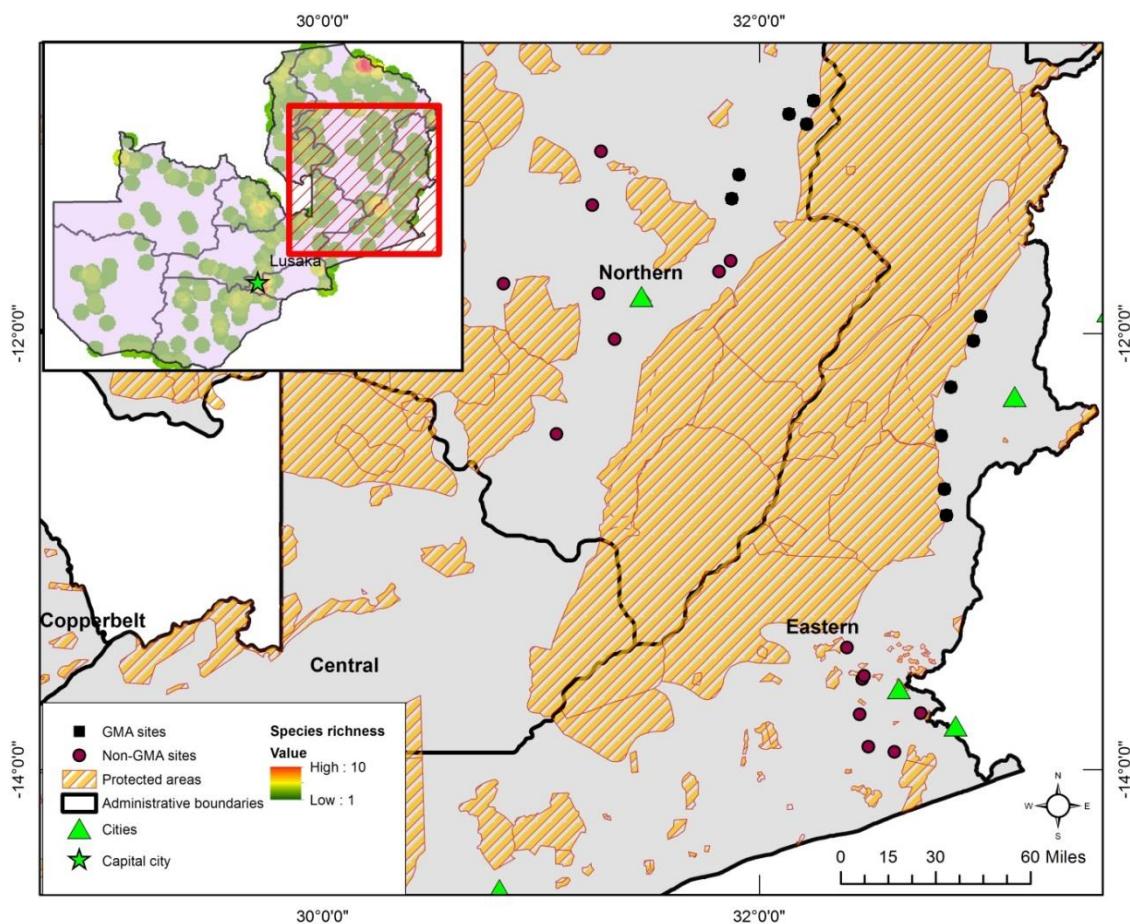 30°0'0"
32°0'0"
Lusaka
Northern
-12°0'0"
-12°0'0"
Eastern
Copperbelt
Central
GMA sites
Non-GMA sites
Protected areas
Administrative boundaries
Cities
Capital city
Species richness
Value
High : 10
Low : 1
-14°0'0"
-14°0'0"
N
W
E
S
0 15 30 60 Miles
30°0'0"
32°0'0"